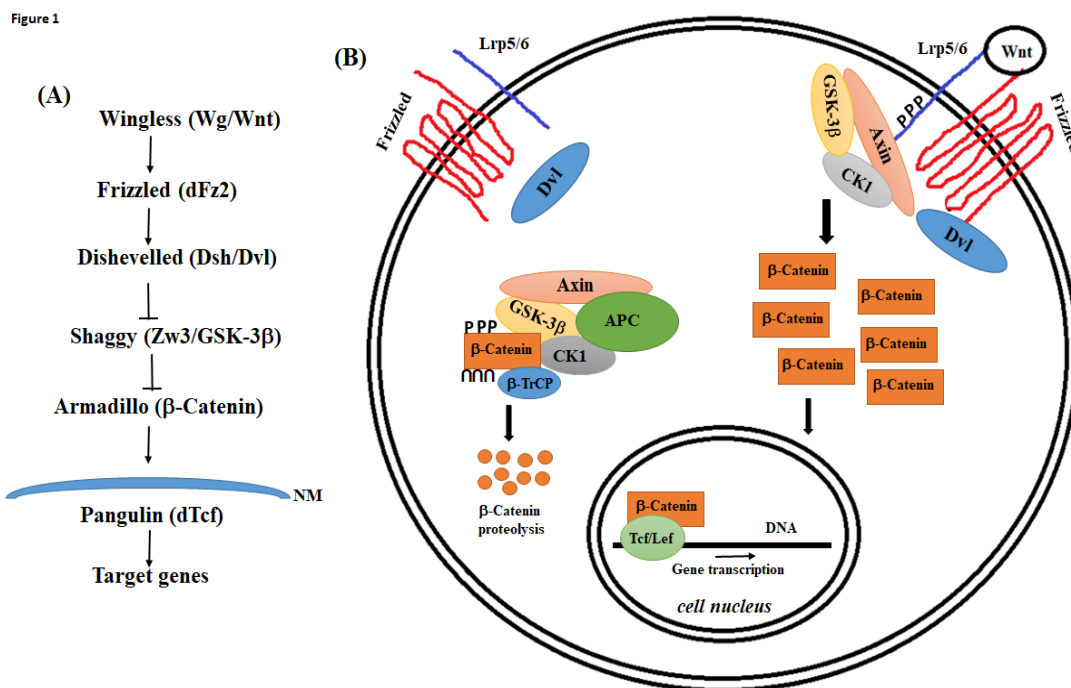 Figure 1
(A)
Wingless (Wg/Wnt)
Frizzled (dFz2)
Dishevelled (Dsh/Dvl)
Shaggy (Zw3/GSK-3β)
Armadillo (β-Catenin)
NM
Pangulin (dTcf)
Target genes
(B)
Lrp5/6
Frizzled
Dvl
Axin
GSK-3β
APC
P PP
β-Catenin
CK1
β-TrCP
β-Catenin
proteolysis
Lrp5/6
Wnt
GSK-3β
Axin
PPP
CK1
Frizzled
Dvl
β-Catenin
β-Catenin
β-Catenin
β-Catenin
β-Catenin
β-Catenin
β-Catenin
Tcf/Lef
DNA
Gene transcription
cell nucleus